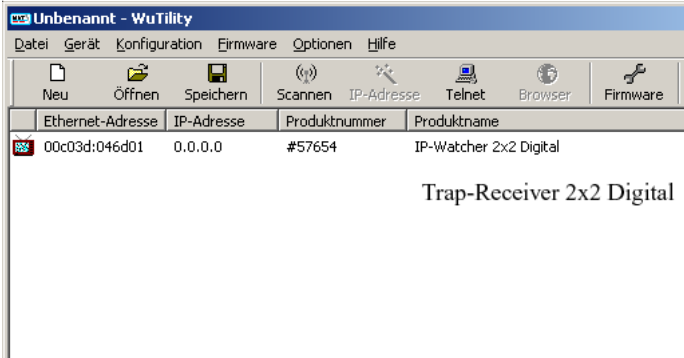 Unbenannt - WuTility
Datei Gerät Konfiguration Firmware Optionen Hilfe
Neu Öffnen Speichern Scannen IP-Adresse Telnet Browser Firmware
Ethernet-Adresse IP-Adresse Produktnummer Produktname
00c03d:046d01 0.0.0.0 #57654 IP-Watcher 2x2 Digital
Trap-Receiver 2x2 Digital